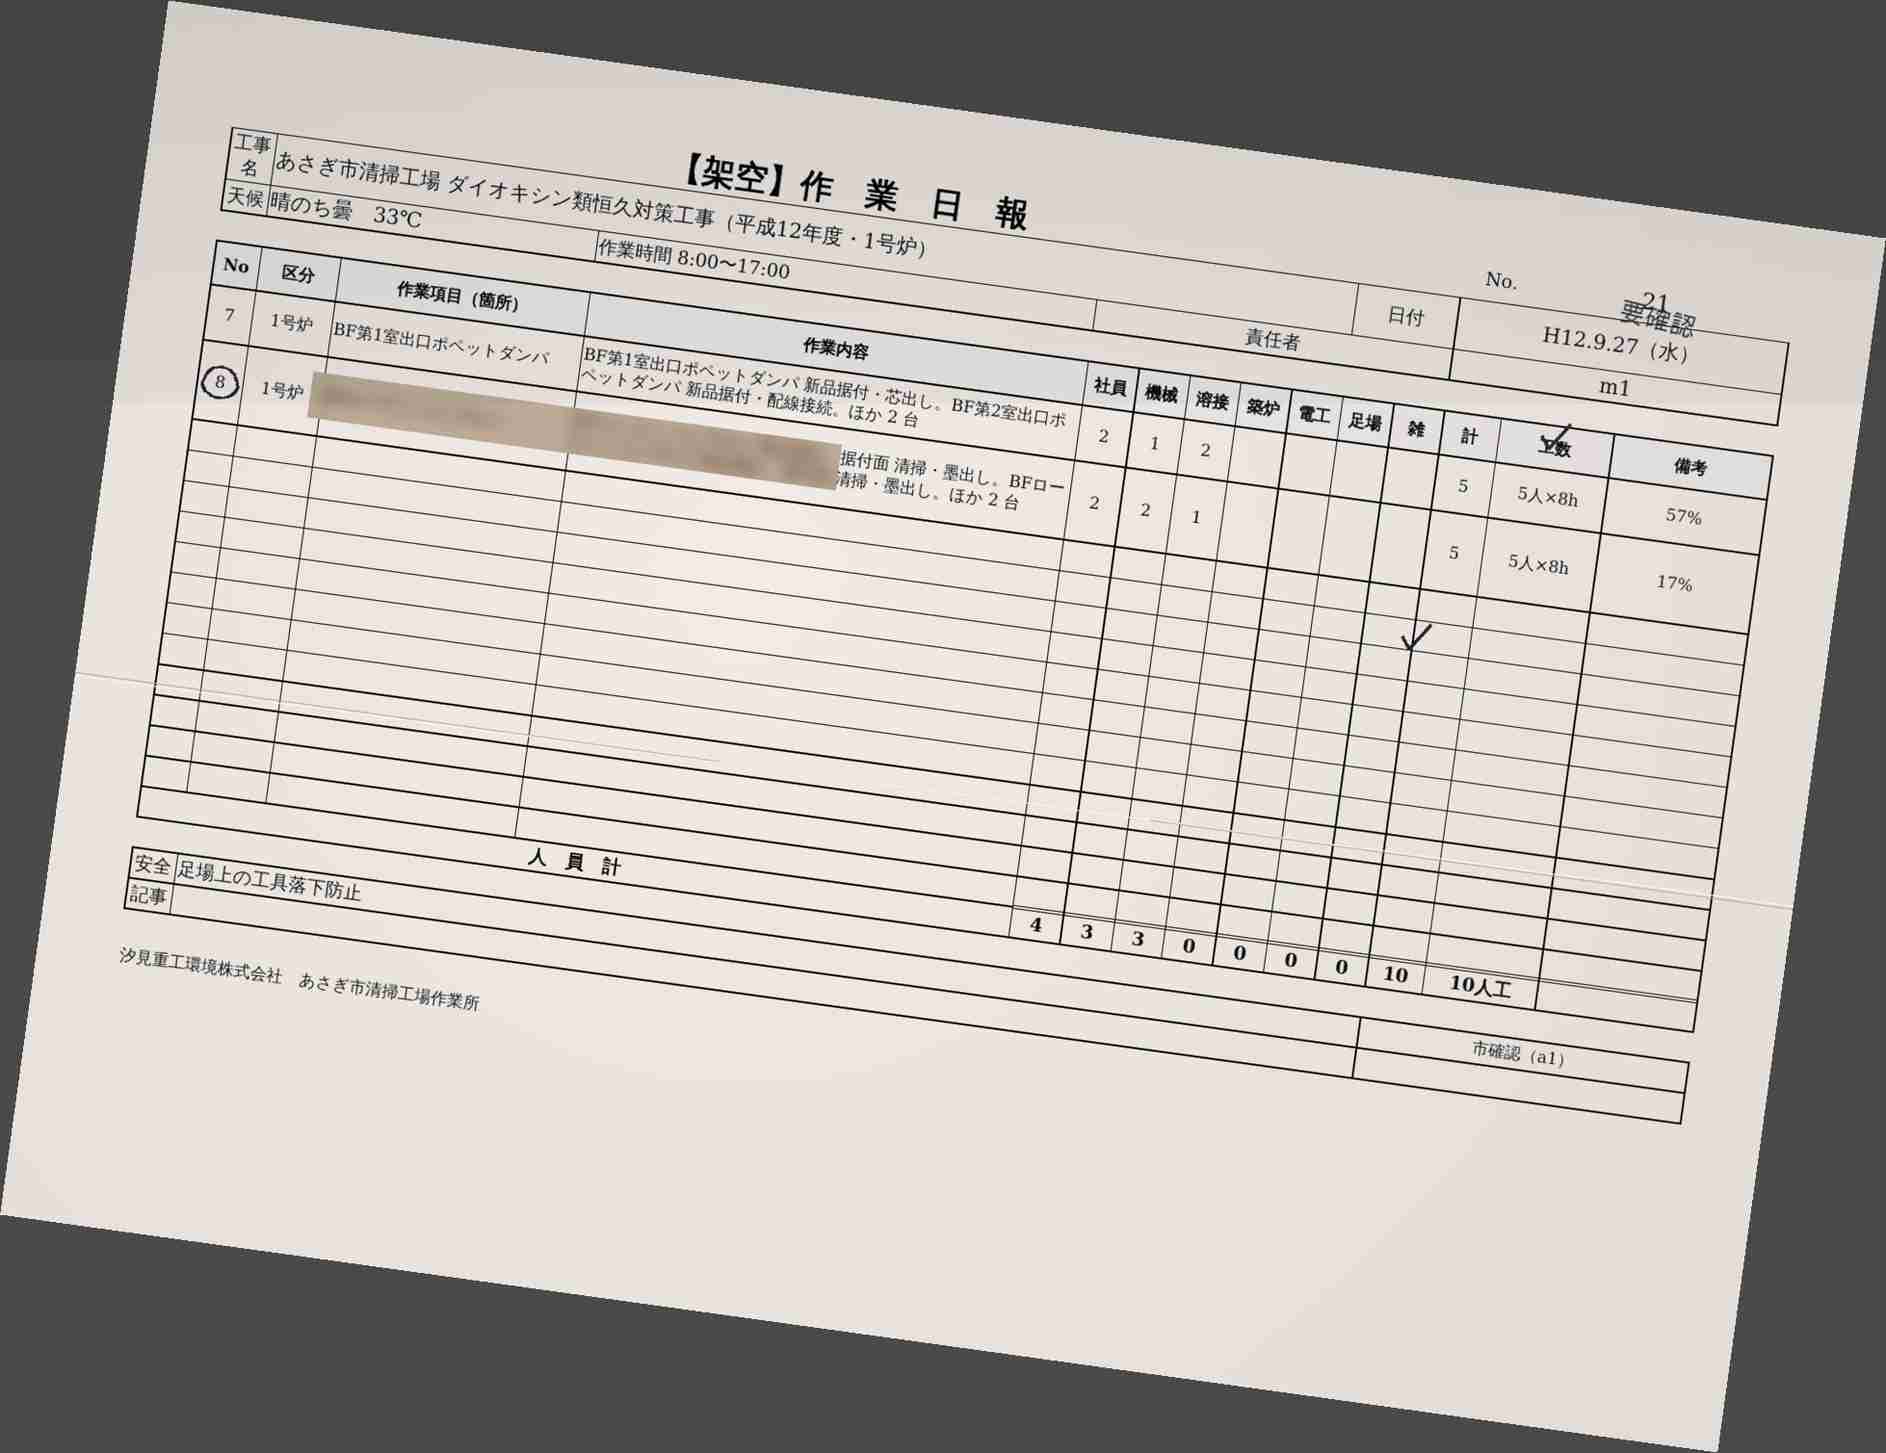 【架空】作 業 日 報
No. 21
要確認
工事名 あさぎ市清掃工場 ダイオキシン類恒久対策工事（平成12年度・1号炉） 日付 H12.9.27（水）
天候 晴のち曇 33℃ 作業時間 8:00〜17:00 責任者 m1
No 区分 作業項目（箇所） 作業内容 社員 機械 溶接 築炉 電工 足場 雑 計 工数 備考
7 1号炉 BF第1室出口ポペットダンパ BF第1室出口ポペットダンパ 新品据付・芯出し。BF第2室出口ポ
ペットダンパ 新品据付・配線接続。ほか 2 台 2 1 2 5 5人×8h 57%
8 1号炉 据付面 清掃・墨出し。BFロー
清掃・墨出し。ほか 2 台 2 2 1 5 5人×8h 17%
人 員 計 4 3 3 0 0 0 0 10 10人工
安全 足場上の工具落下防止 市確認（a1）
記事
汐見重工環境株式会社 あさぎ市清掃工場作業所